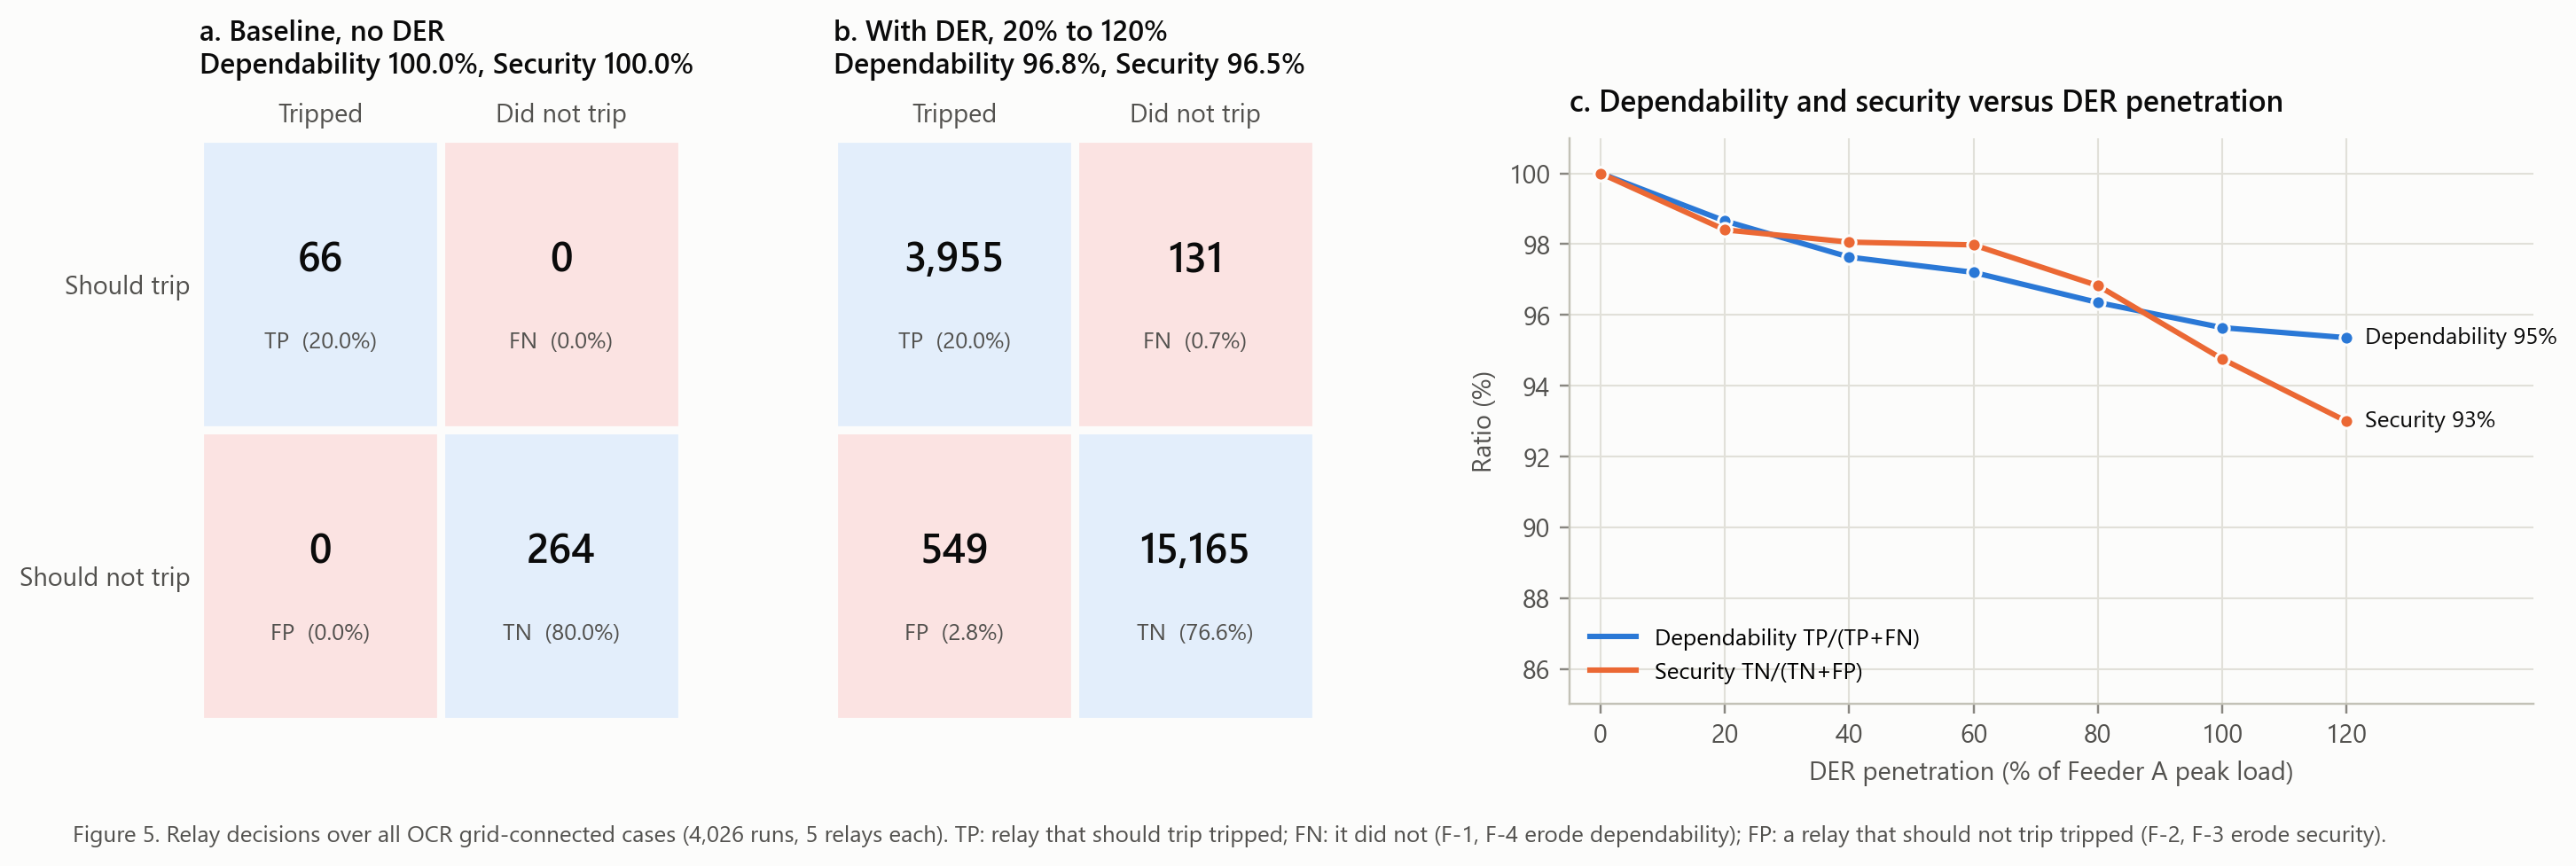 a. Baseline, no DER
Dependability 100.0%, Security 100.0%
Tripped
Did not trip
Should trip
66
TP (20.0%)
0
FN (0.0%)
Should not trip
0
FP (0.0%)
264
TN (80.0%)
b. With DER, 20% to 120%
Dependability 96.8%, Security 96.5%
Tripped
Did not trip
3,955
TP (20.0%)
131
FN (0.7%)
549
FP (2.8%)
15,165
TN (76.6%)
c. Dependability and security versus DER penetration
Ratio (%)
100
98
96
94
92
90
88
86
Dependability 95%
Security 93%
Dependability TP/(TP+FN)
Security TN/(TN+FP)
0 20 40 60 80 100 120
DER penetration (% of Feeder A peak load)
Figure 5. Relay decisions over all OCR grid-connected cases (4,026 runs, 5 relays each). TP: relay that should trip tripped; FN: it did not (F-1, F-4 erode dependability); FP: a relay that should not trip tripped (F-2, F-3 erode security).